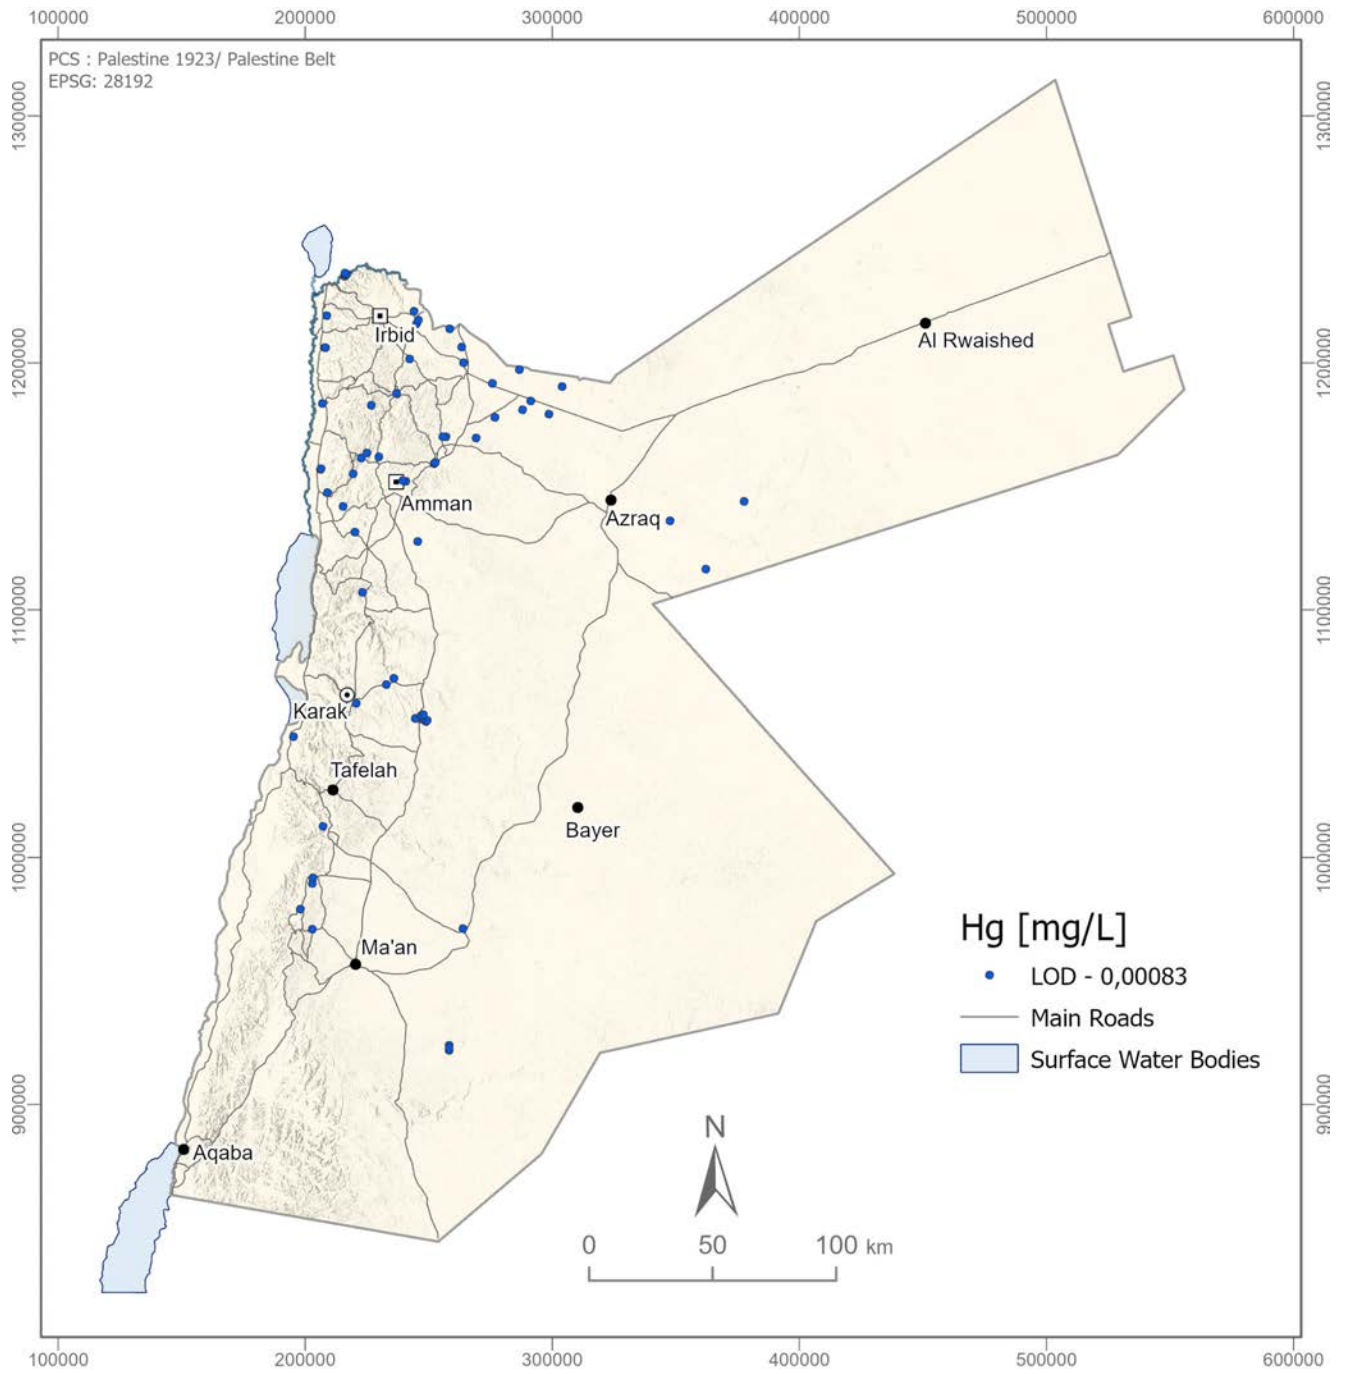 100000 200000 300000 400000 500000 600000
PCS : Palestine 1923/ Palestine Belt
EPSG: 28192
1300000 1300000
Irbid
Al Rwaished
1200000 1200000
Amman
Azraq
1100000 1100000
Karak
Tafelah
Bayer
1000000 1000000
Hg [mg/L]
Ma'an
LOD - 0,00083
Main Roads
Surface Water Bodies
900000 900000
N
Aqaba
0 50 100 km
100000 200000 300000 400000 500000 600000